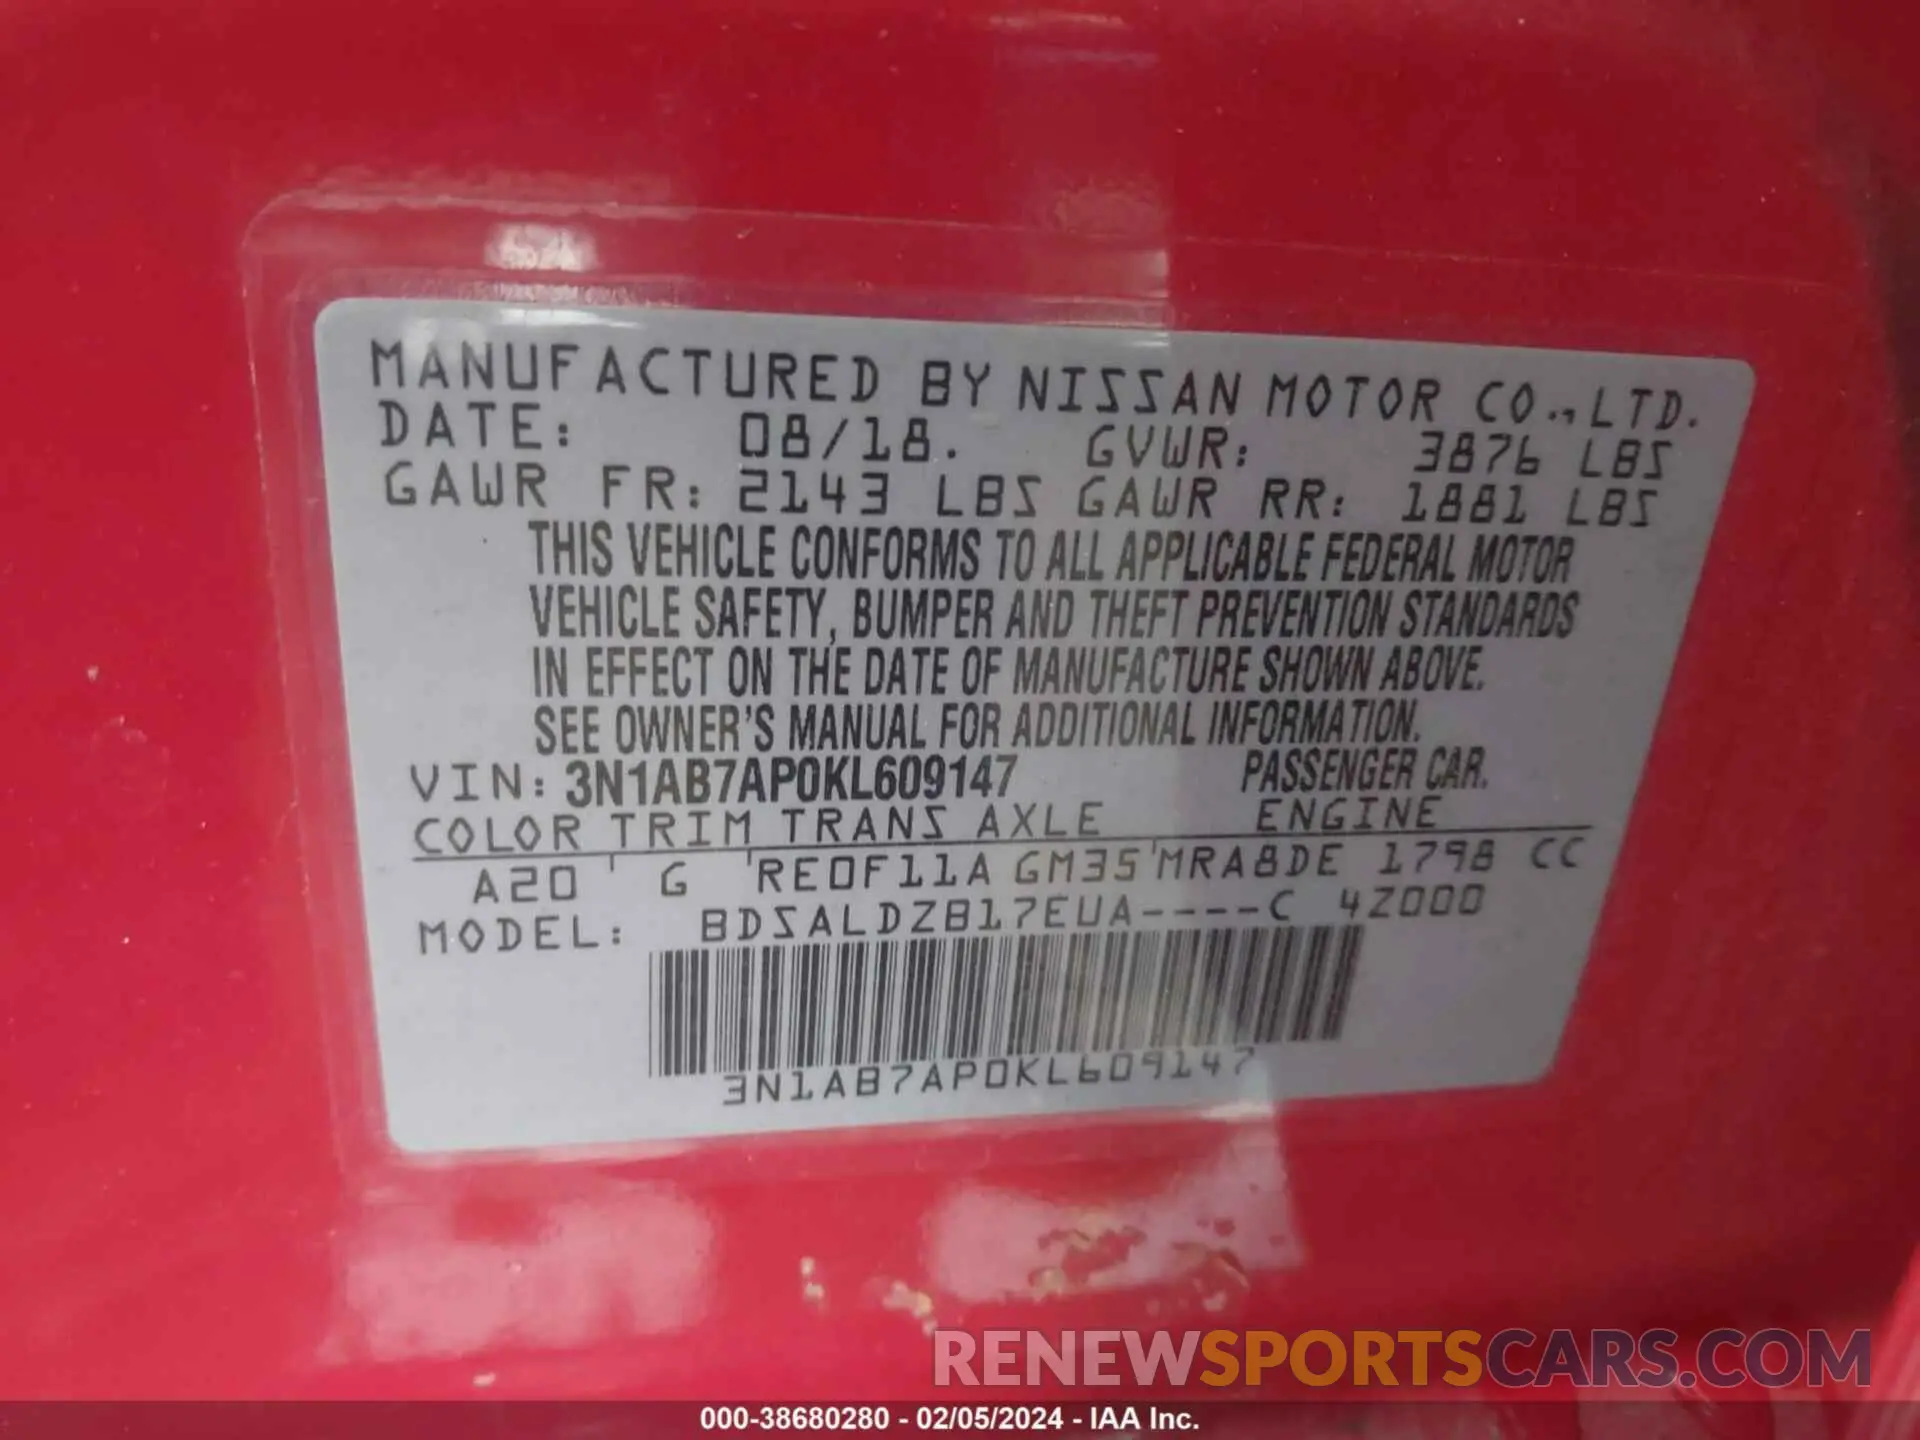 MANUFACTURED BY NISSAN MOTOR CO.,LTD.
DATE: 08/18. GVWR: 3876 LBS
GAWR FR: 2143 LBS GAWR RR: 1881 LBS
THIS VEHICLE CONFORMS TO ALL APPLICABLE FEDERAL MOTOR
VEHICLE SAFETY, BUMPER AND THEFT PREVENTION STANDARDS
IN EFFECT ON THE DATE OF MANUFACTURE SHOWN ABOVE.
SEE OWNER'S MANUAL FOR ADDITIONAL INFORMATION.
VIN: 3N1AB7AP0KL609147 PASSENGER CAR.
COLOR TRIM TRANS AXLE ENGINE
A20 G RE0F11A GM35 MRA8DE 1798 CC
MODEL: BDSALDZB17EUA----C 4Z000
3N1AB7AP0KL609147
RENEWSPORTSCARS.COM
000-38680280 - 02/05/2024 - IAA Inc.